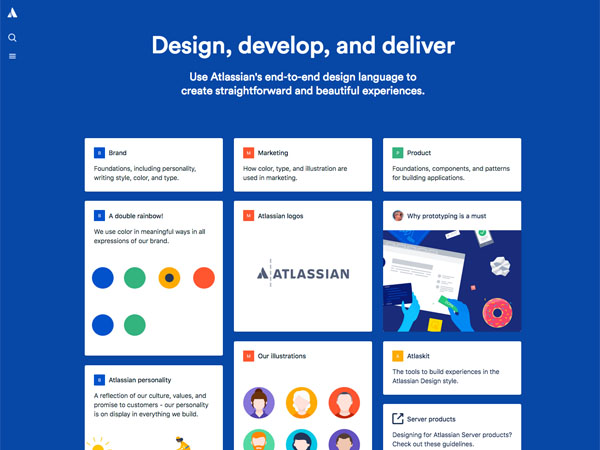 Design, develop, and deliver
Use Atlassian's end-to-end design language to
create straightforward and beautiful experiences.
B Brand
Foundations, including personality,
writing style, color, and type.
M Marketing
How color, type, and illustration are
used in marketing.
P Product
Foundations, components, and patterns
for building applications.
B A double rainbow!
We use color in meaningful ways in all
expressions of our brand.
M Atlassian logos
ATLASSIAN
Why prototyping is a must
B Atlassian personality
A reflection of our culture, values, and
promise to customers - our personality
is on display in everything we build.
M Our illustrations
A Atlaskit
The tools to build experiences in the
Atlassian Design style.
Server products
Designing for Atlassian Server products?
Check out these guidelines.